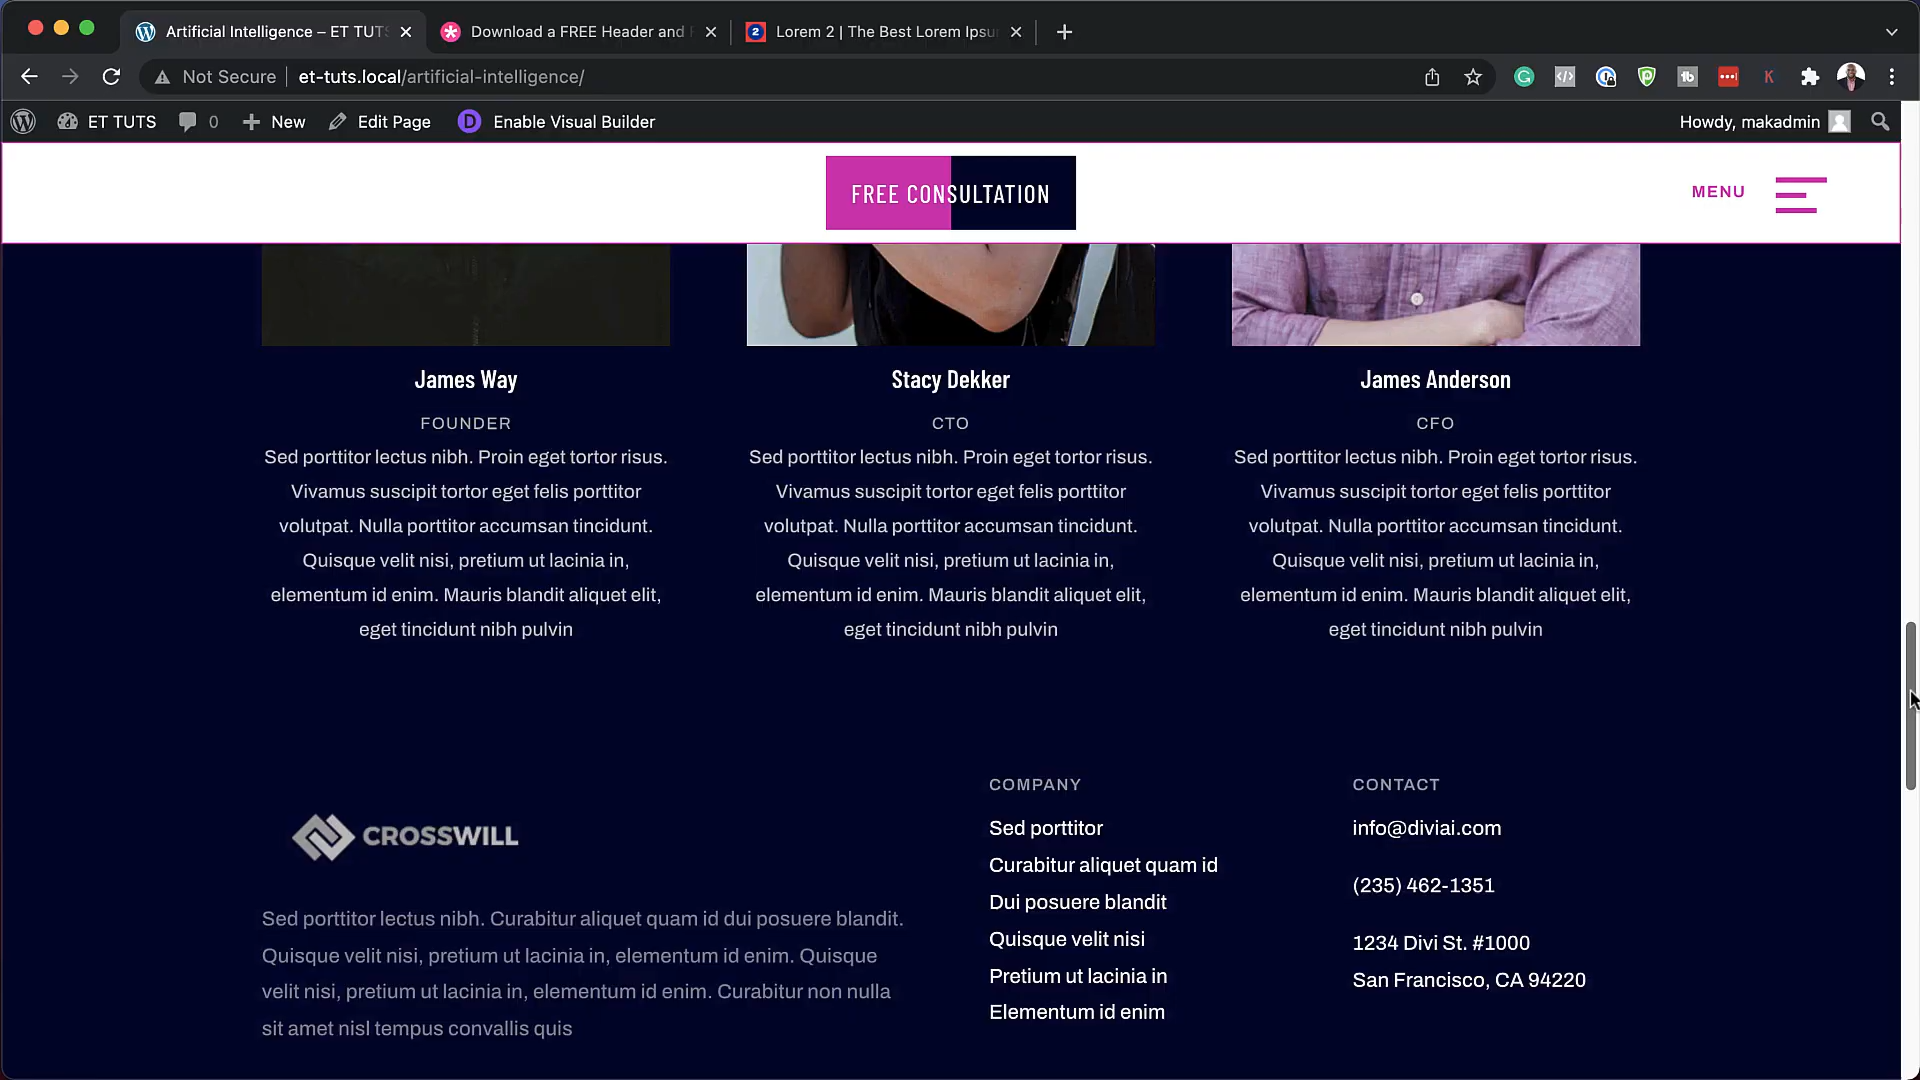 Artificial Intelligence – ET TUTS
Download a FREE Header and
2 Lorem 2 | The Best Lorem Ipsu
Not Secure
et-tuts.local/artificial-intelligence/
ET TUTS
0
New
Edit Page
D
Enable Visual Builder
Howdy, makadmin
FREE CONSULTATION
MENU
James Way
FOUNDER
Sed porttitor lectus nibh. Proin eget tortor risus.
Vivamus suscipit tortor eget felis porttitor
volutpat. Nulla porttitor accumsan tincidunt.
Quisque velit nisi, pretium ut lacinia in,
elementum id enim. Mauris blandit aliquet elit,
eget tincidunt nibh pulvin
Stacy Dekker
CTO
Sed porttitor lectus nibh. Proin eget tortor risus.
Vivamus suscipit tortor eget felis porttitor
volutpat. Nulla porttitor accumsan tincidunt.
Quisque velit nisi, pretium ut lacinia in,
elementum id enim. Mauris blandit aliquet elit,
eget tincidunt nibh pulvin
James Anderson
CFO
Sed porttitor lectus nibh. Proin eget tortor risus.
Vivamus suscipit tortor eget felis porttitor
volutpat. Nulla porttitor accumsan tincidunt.
Quisque velit nisi, pretium ut lacinia in,
elementum id enim. Mauris blandit aliquet elit,
eget tincidunt nibh pulvin
CROSSWILL
Sed porttitor lectus nibh. Curabitur aliquet quam id dui posuere blandit.
Quisque velit nisi, pretium ut lacinia in, elementum id enim. Quisque
velit nisi, pretium ut lacinia in, elementum id enim. Curabitur non nulla
sit amet nisl tempus convallis quis
COMPANY
Sed porttitor
Curabitur aliquet quam id
Dui posuere blandit
Quisque velit nisi
Pretium ut lacinia in
Elementum id enim
CONTACT
info@diviai.com
(235) 462-1351
1234 Divi St. #1000
San Francisco, CA 94220